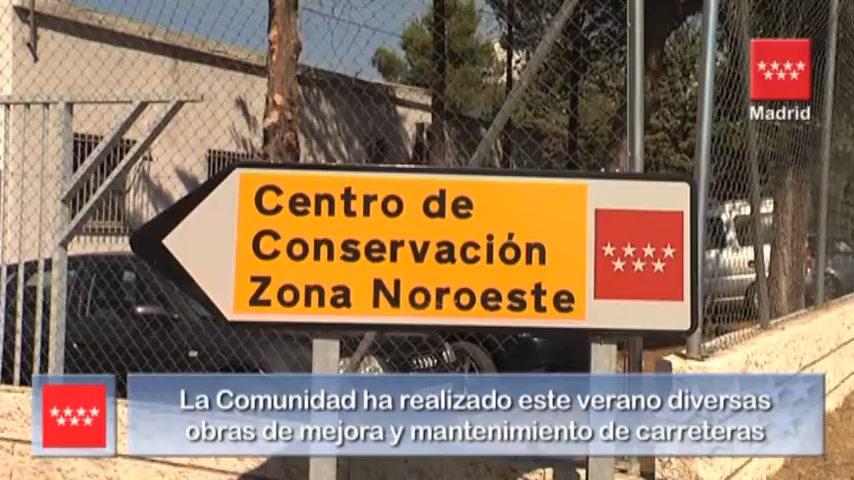 Madrid
Centro de
Conservación
Zona Noroeste
La Comunidad ha realizado este verano diversas
obras de mejora y mantenimiento de carreteras